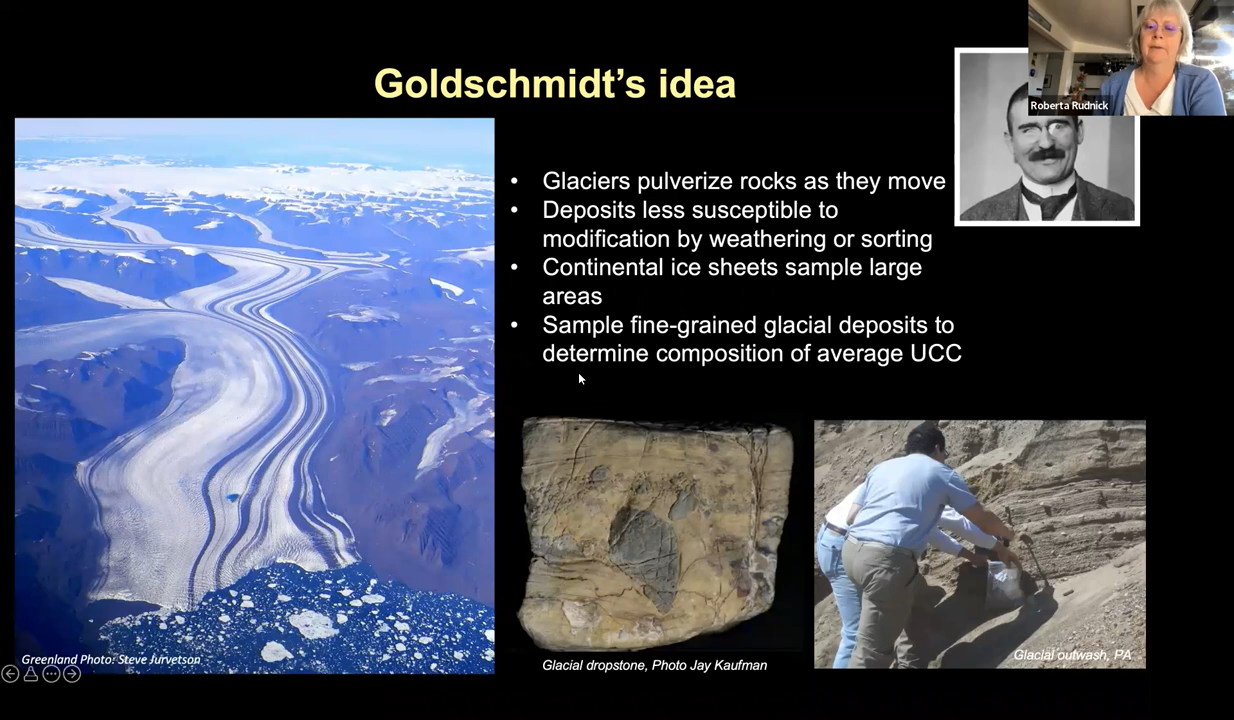 Goldschmidt's idea
Roberta Rudnick
• Glaciers pulverize rocks as they move
• Deposits less susceptible to
modification by weathering or sorting
• Continental ice sheets sample large
areas
• Sample fine-grained glacial deposits to
determine composition of average UCC
Greenland Photo: Steve Jurvetson
Glacial dropstone, Photo Jay Kaufman
Glacial outwash, PA